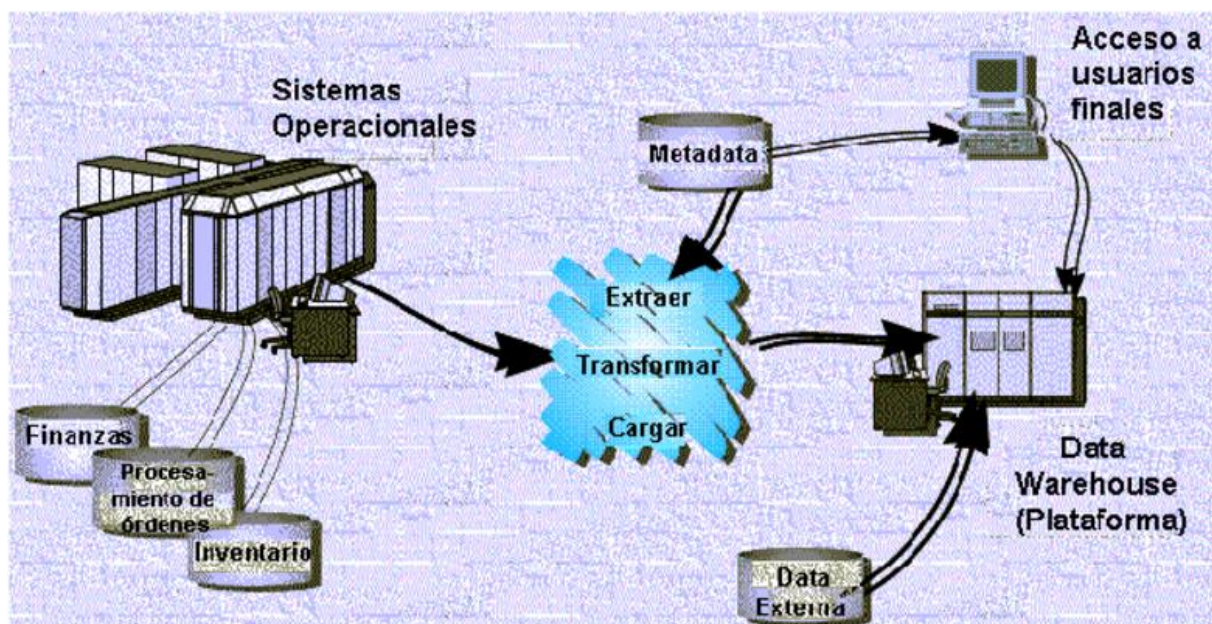 Sistemas
Operacionales
Acceso a
usuarios
finales
Metadata
Extraer
Transformar
Cargar
Finanzas
Procesa-
miento de
órdenes
Inventario
Data
Warehouse
(Plataforma)
Data
Externa